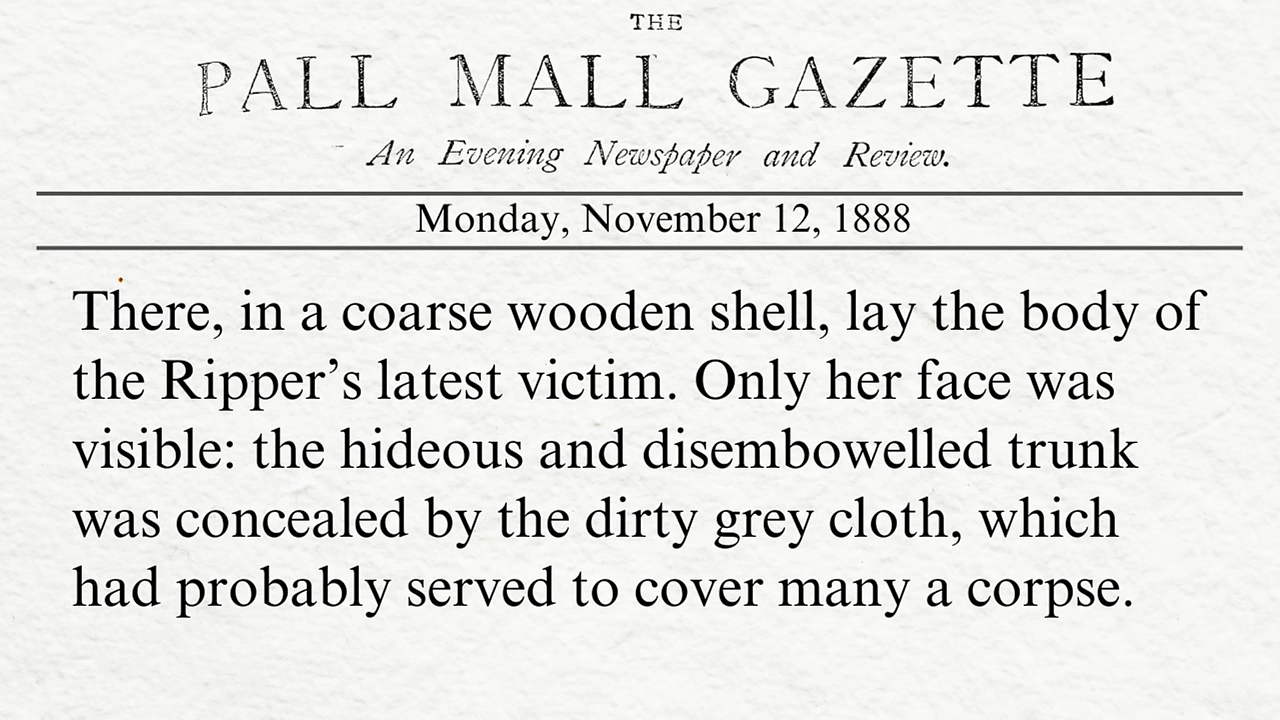 THE
PALL MALL GAZETTE
An Evening Newspaper and Review.
Monday, November 12, 1888
There, in a coarse wooden shell, lay the body of
the Ripper’s latest victim. Only her face was
visible: the hideous and disembowelled trunk
was concealed by the dirty grey cloth, which
had probably served to cover many a corpse.